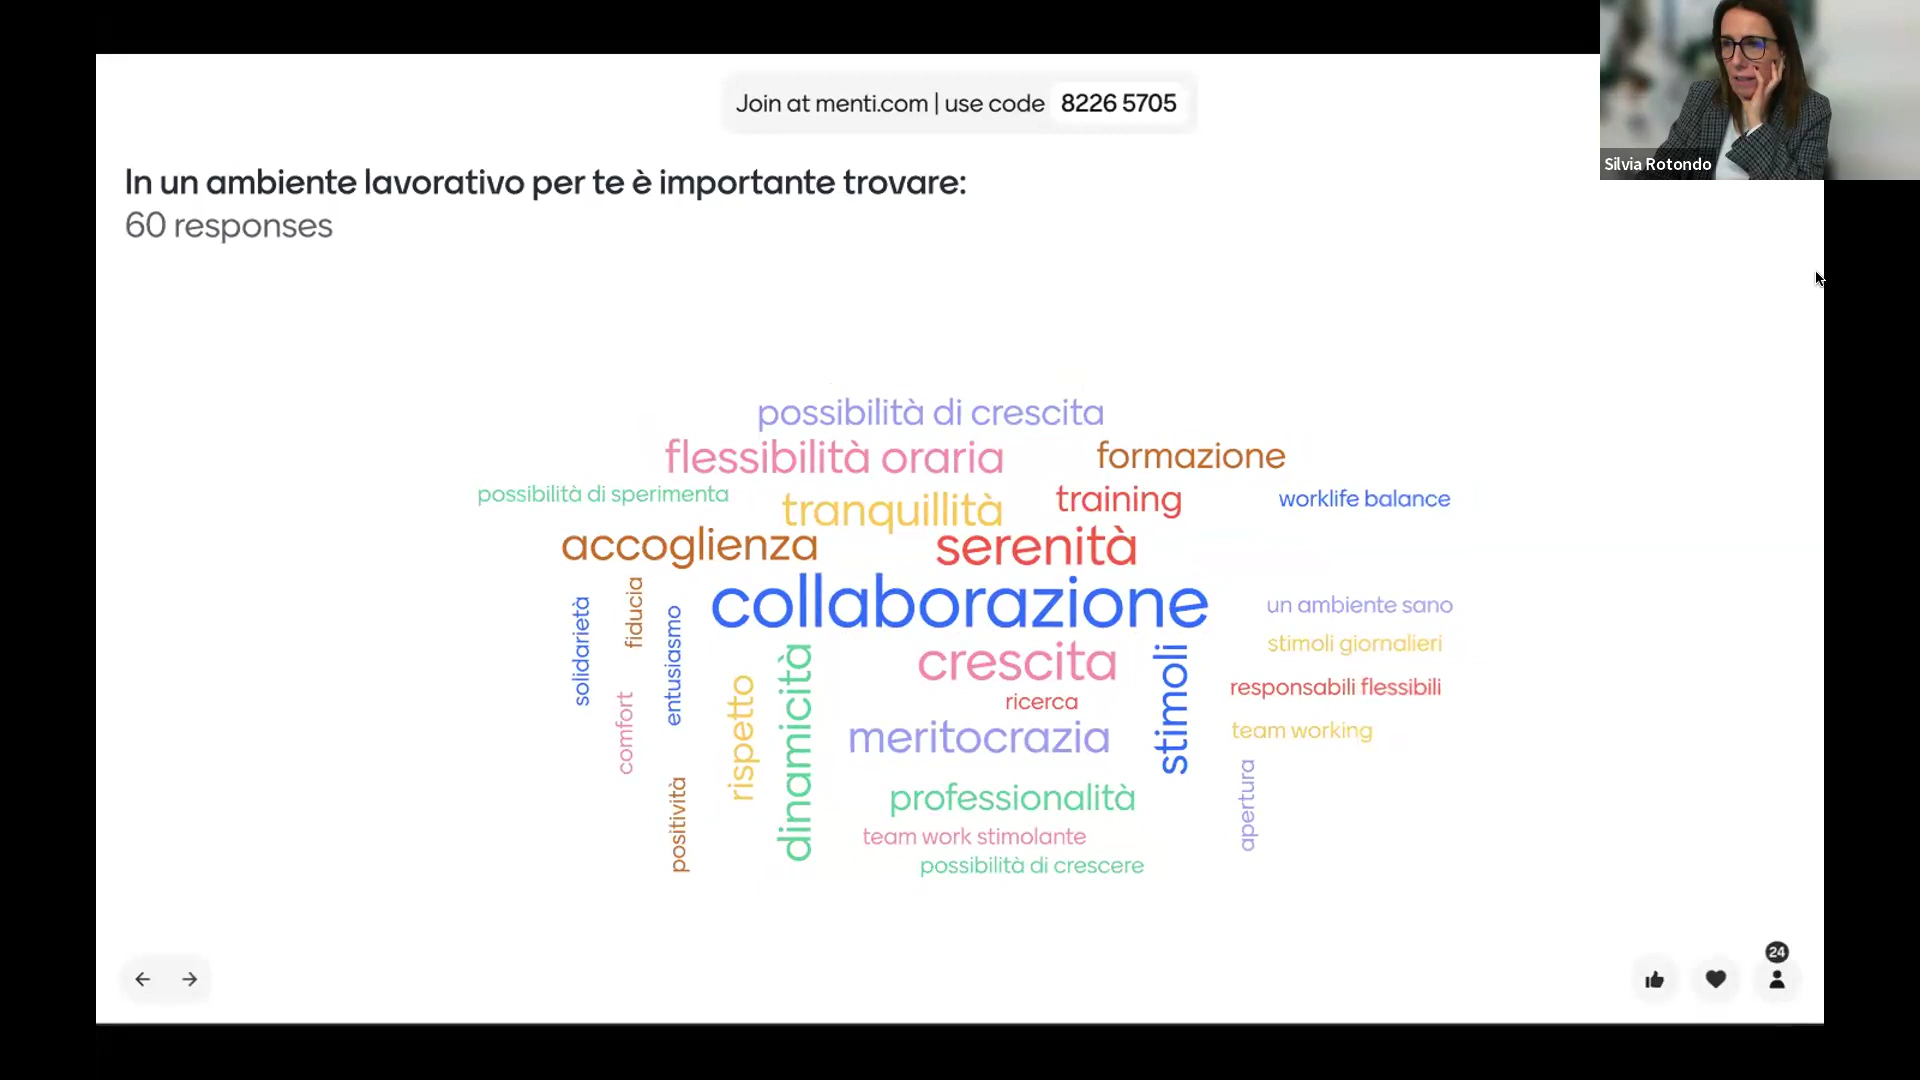 Join at menti.com | use code 8226 5705
Silvia Rotondo
In un ambiente lavorativo per te è importante trovare:
60 responses
possibilità di crescita
flessibilità oraria
formazione
possibilità di sperimenta
tranquillità
training
worklife balance
accoglienza
serenità
solidarietà
fiducia
entusiasmo
collaborazione
un ambiente sano
stimoli giornalieri
crescita
stimoli
responsabili flessibili
ricerca
comfort
rispetto
dinamicità
meritocrazia
team working
positività
professionalità
apertura
team work stimolante
possibilità di crescere
24